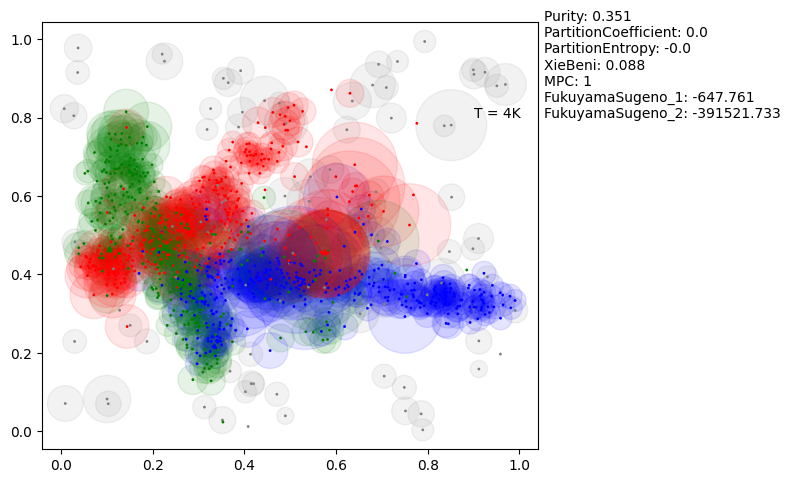 Purity: 0.351
PartitionCoefficient: 0.0
PartitionEntropy: -0.0
XieBeni: 0.088
MPC: 1
FukuyamaSugeno_1: -647.761
FukuyamaSugeno_2: -391521.733
T = 4K
1.0
0.8
0.6
0.4
0.2
0.0
0.0 0.2 0.4 0.6 0.8 1.0